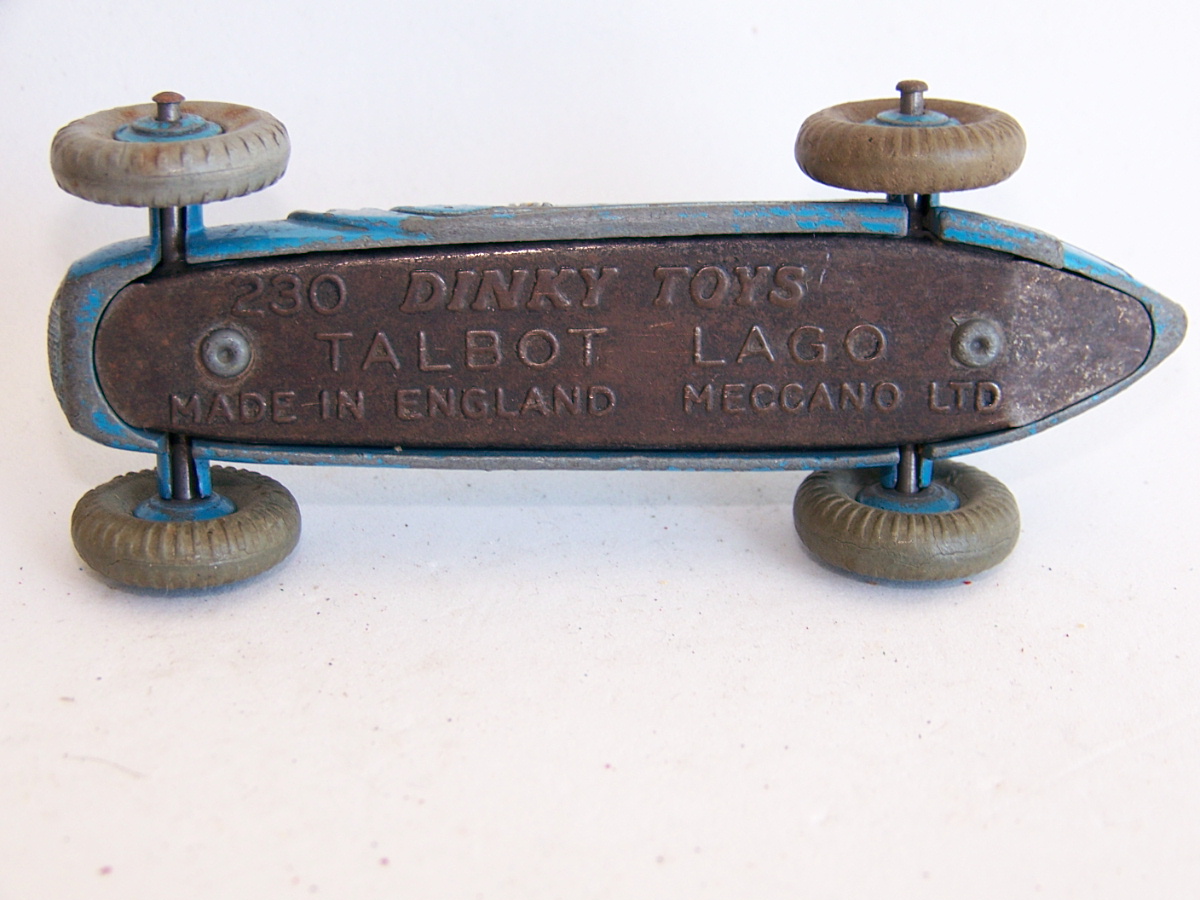 230 DINKY TOYS
TALBOT LAGO
MADE IN ENGLAND MECCANO LTD